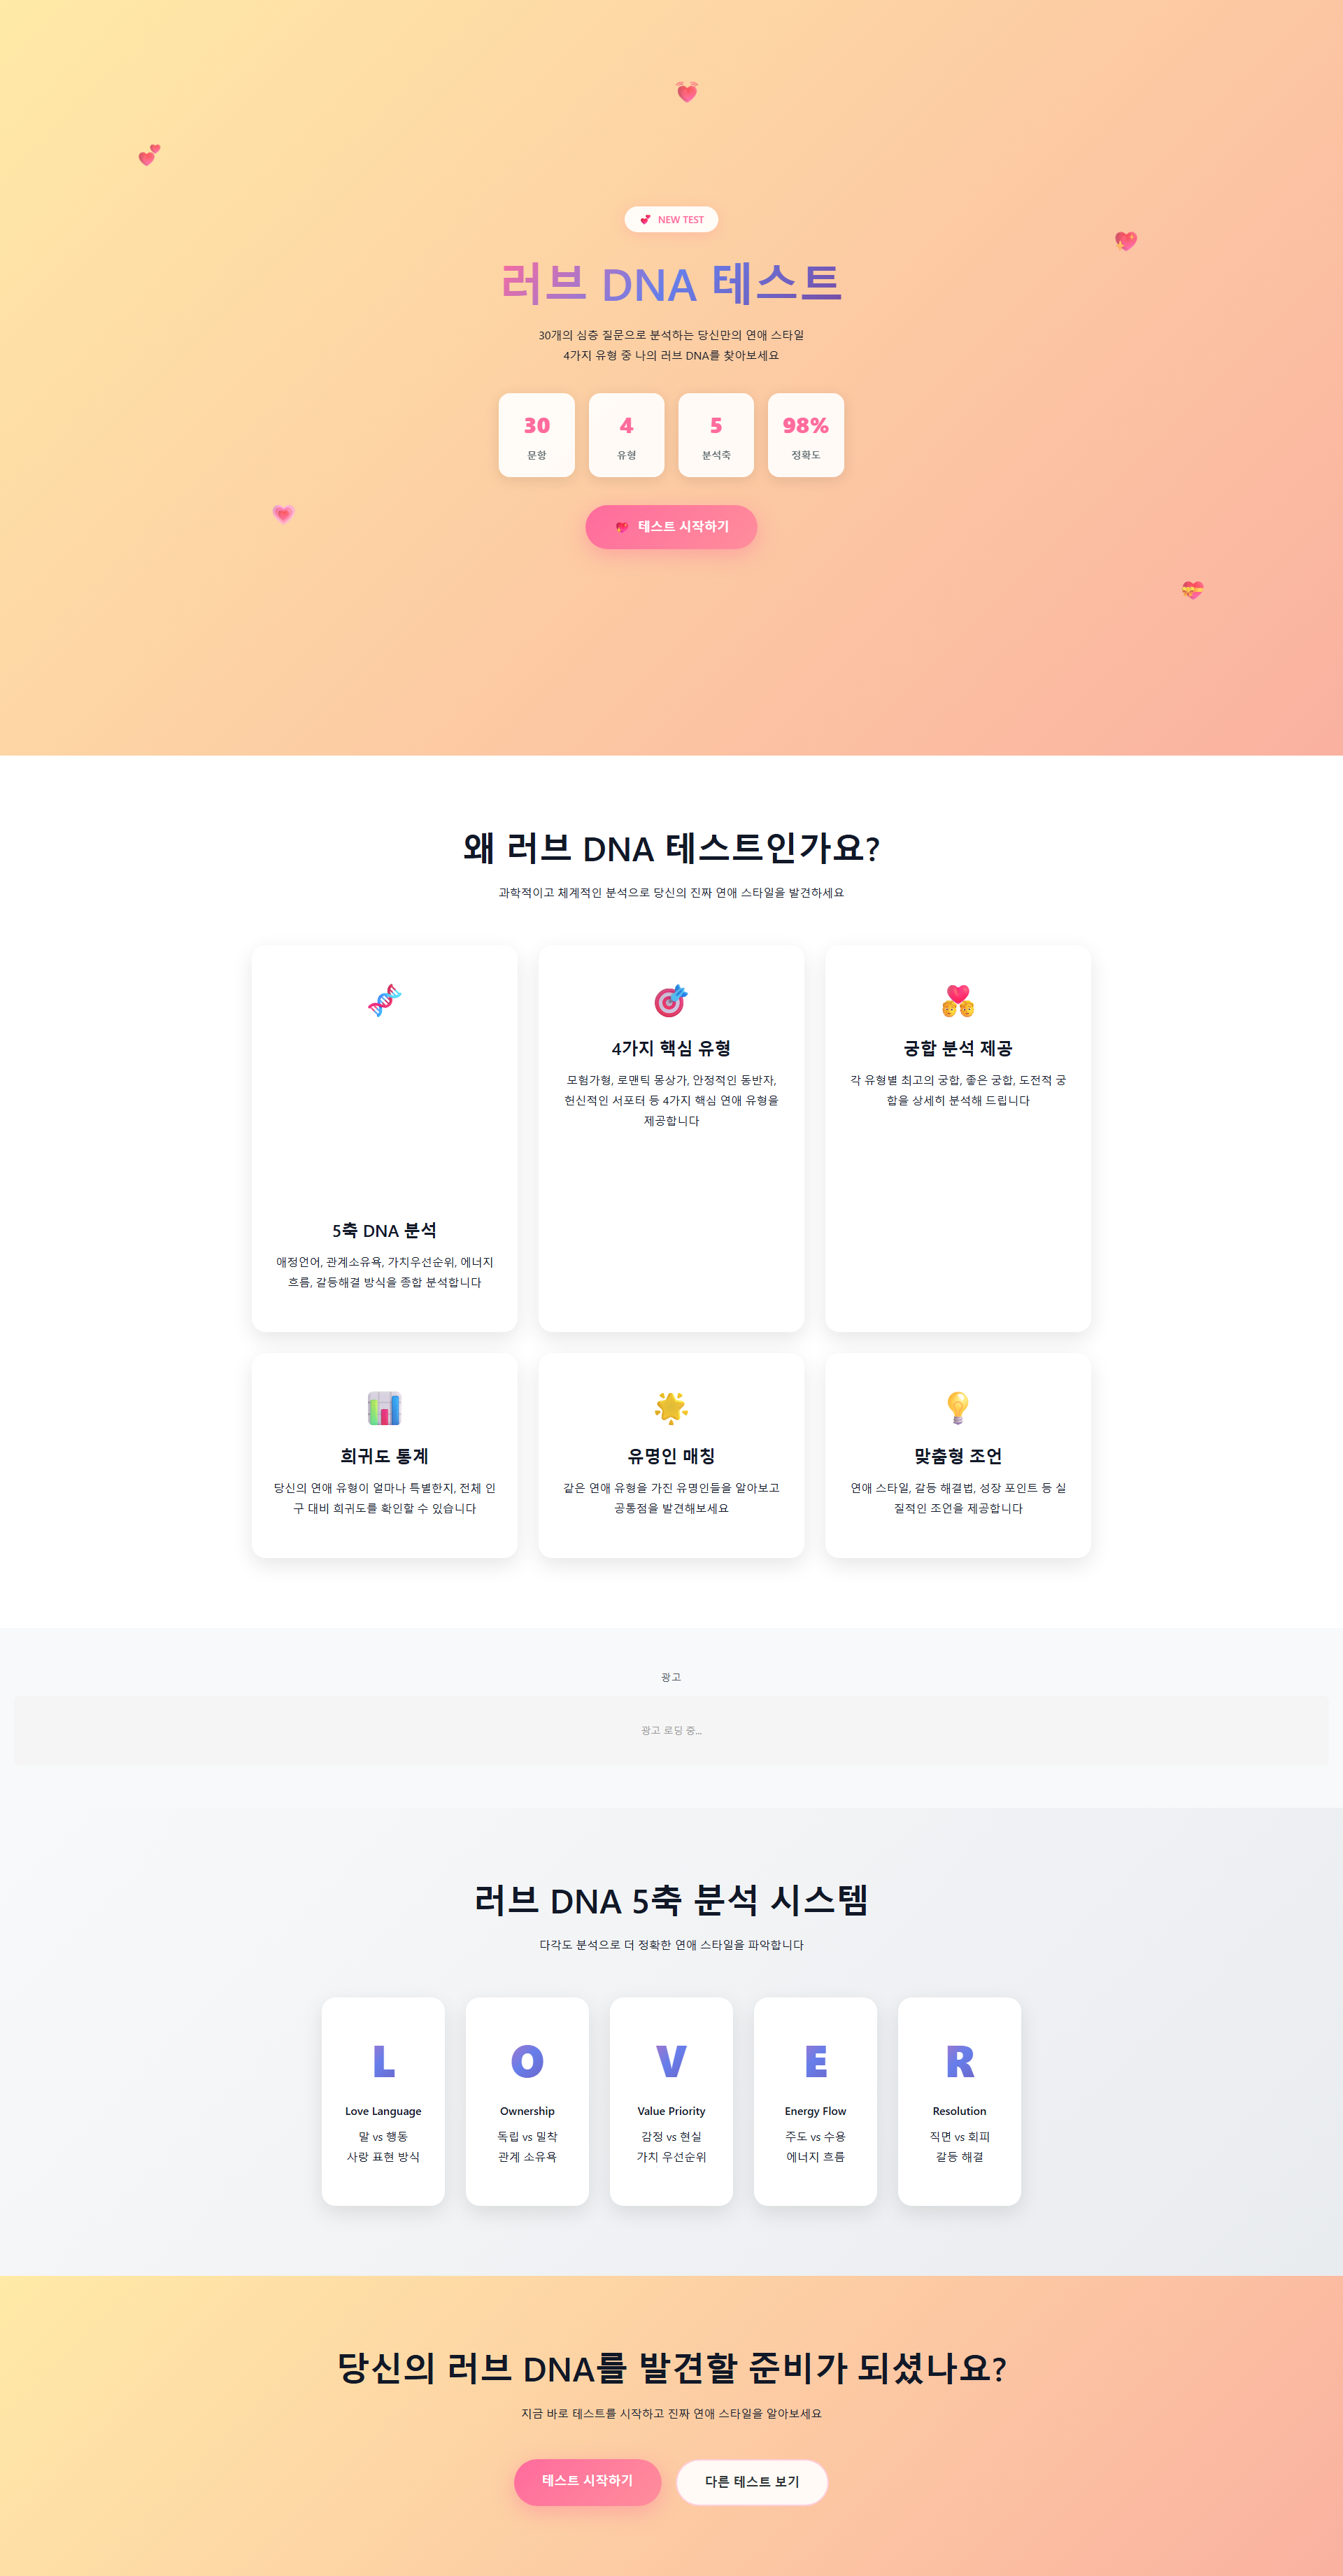 NEW TEST
러브 DNA 테스트
30개의 심층 질문으로 분석하는 당신만의 연애 스타일
4가지 유형 중 나의 러브 DNA를 찾아보세요
30
문항
4
유형
5
분석축
98%
정확도
테스트 시작하기
왜 러브 DNA 테스트인가요?
과학적이고 체계적인 분석으로 당신의 진짜 연애 스타일을 발견하세요
5축 DNA 분석
애정언어, 관계소유욕, 가치우선순위, 에너지
흐름, 갈등해결 방식을 종합 분석합니다
4가지 핵심 유형
모험가형, 로맨틱 몽상가, 안정적인 동반자,
헌신적인 서포터 등 4가지 핵심 연애 유형을
제공합니다
궁합 분석 제공
각 유형별 최고의 궁합, 좋은 궁합, 도전적 궁
합을 상세히 분석해 드립니다
희귀도 통계
당신의 연애 유형이 얼마나 특별한지, 전체 인
구 대비 희귀도를 확인할 수 있습니다
유명인 매칭
같은 연애 유형을 가진 유명인들을 알아보고
공통점을 발견해보세요
맞춤형 조언
연애 스타일, 갈등 해결법, 성장 포인트 등 실
질적인 조언을 제공합니다
광고
광고 로딩 중...
러브 DNA 5축 분석 시스템
다각도 분석으로 더 정확한 연애 스타일을 파악합니다
L
Love Language
말 vs 행동
사랑 표현 방식
O
Ownership
독립 vs 밀착
관계 소유욕
V
Value Priority
감정 vs 현실
가치 우선순위
E
Energy Flow
주도 vs 수용
에너지 흐름
R
Resolution
직면 vs 회피
갈등 해결
당신의 러브 DNA를 발견할 준비가 되셨나요?
지금 바로 테스트를 시작하고 진짜 연애 스타일을 알아보세요
테스트 시작하기
다른 테스트 보기